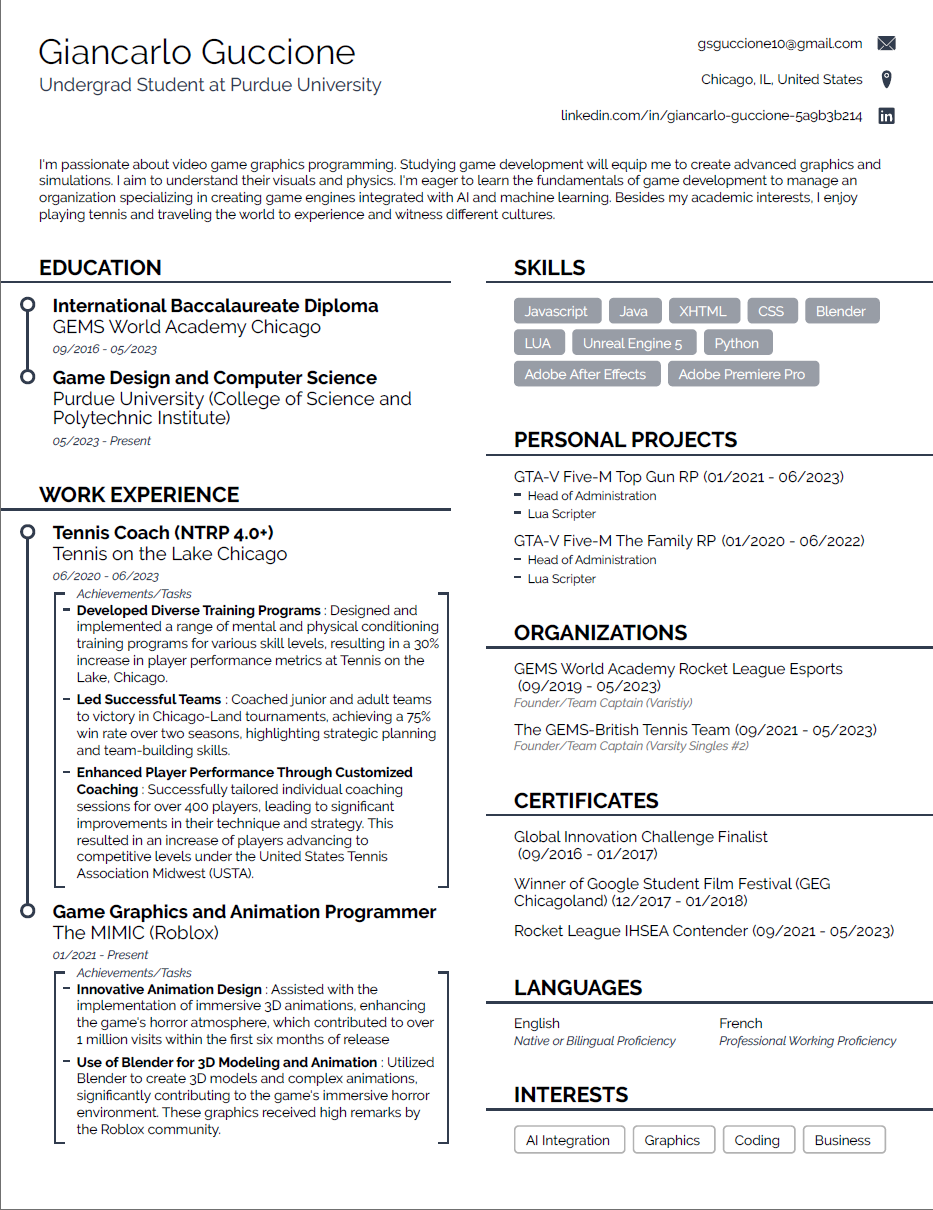 Giancarlo Guccione
Undergrad Student at Purdue University
gsguccione10@gmail.com
Chicago, IL, United States
linkedin.com/in/giancarlo-guccione-5a9b3b214
I'm passionate about video game graphics programming. Studying game development will equip me to create advanced graphics and
simulations. I aim to understand their visuals and physics. I'm eager to learn the fundamentals of game development to manage an
organization specializing in creating game engines integrated with AI and machine learning. Besides my academic interests, I enjoy
playing tennis and traveling the world to experience and witness different cultures.
EDUCATION
International Baccalaureate Diploma
GEMS World Academy Chicago
09/2016 - 05/2023
Game Design and Computer Science
Purdue University (College of Science and
Polytechnic Institute)
05/2023 - Present
WORK EXPERIENCE
Tennis Coach (NTRP 4.0+)
Tennis on the Lake Chicago
06/2020 - 06/2023
Achievements/Tasks
– Developed Diverse Training Programs : Designed and
implemented a range of mental and physical conditioning
training programs for various skill levels, resulting in a 30%
increase in player performance metrics at Tennis on the
Lake, Chicago.
– Led Successful Teams : Coached junior and adult teams
to victory in Chicago-Land tournaments, achieving a 75%
win rate over two seasons, highlighting strategic planning
and team-building skills.
– Enhanced Player Performance Through Customized
Coaching : Successfully tailored individual coaching
sessions for over 400 players, leading to significant
improvements in their technique and strategy. This
resulted in an increase of players advancing to
competitive levels under the United States Tennis
Association Midwest (USTA).
Game Graphics and Animation Programmer
The MIMIC (Roblox)
01/2021 - Present
Achievements/Tasks
– Innovative Animation Design : Assisted with the
implementation of immersive 3D animations, enhancing
the game's horror atmosphere, which contributed to over
1 million visits within the first six months of release
– Use of Blender for 3D Modeling and Animation : Utilized
Blender to create 3D models and complex animations,
significantly contributing to the game's immersive horror
environment. These graphics received high remarks by
the Roblox community.
SKILLS
Javascript Java XHTML CSS Blender
LUA Unreal Engine 5 Python
Adobe After Effects Adobe Premiere Pro
PERSONAL PROJECTS
GTA-V Five-M Top Gun RP (01/2021 - 06/2023)
– Head of Administration
– Lua Scripter
GTA-V Five-M The Family RP (01/2020 - 06/2022)
– Head of Administration
– Lua Scripter
ORGANIZATIONS
GEMS World Academy Rocket League Esports
(09/2019 - 05/2023)
Founder/Team Captain (Varistiy)
The GEMS-British Tennis Team (09/2021 - 05/2023)
Founder/Team Captain (Varsity Singles #2)
CERTIFICATES
Global Innovation Challenge Finalist
(09/2016 - 01/2017)
Winner of Google Student Film Festival (GEG
Chicagoland) (12/2017 - 01/2018)
Rocket League IHSEA Contender (09/2021 - 05/2023)
LANGUAGES
English French
Native or Bilingual Proficiency Professional Working Proficiency
INTERESTS
AI Integration Graphics Coding Business